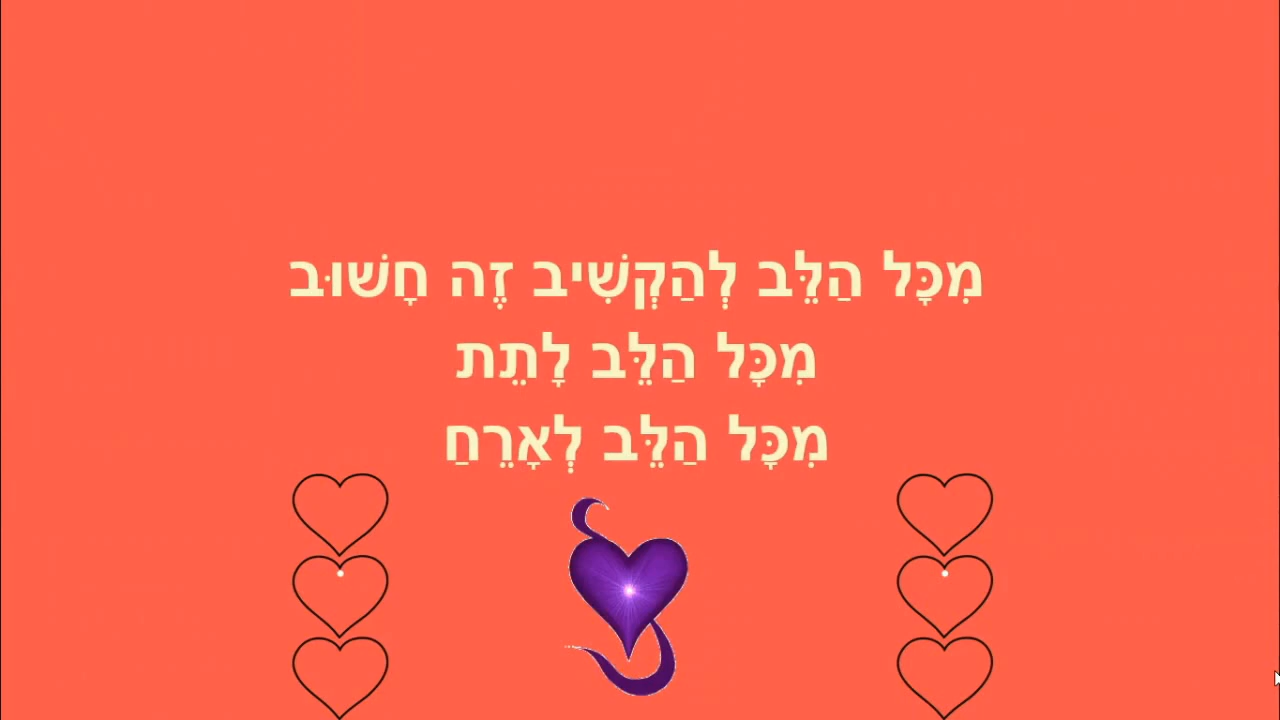 מִכָּל הַלֵּב לְהַקְשִׁיב זֶה חָשׁוּב
מִכָּל הַלֵּב לָתֵת
מִכָּל הַלֵּב לְאָרֵחַ